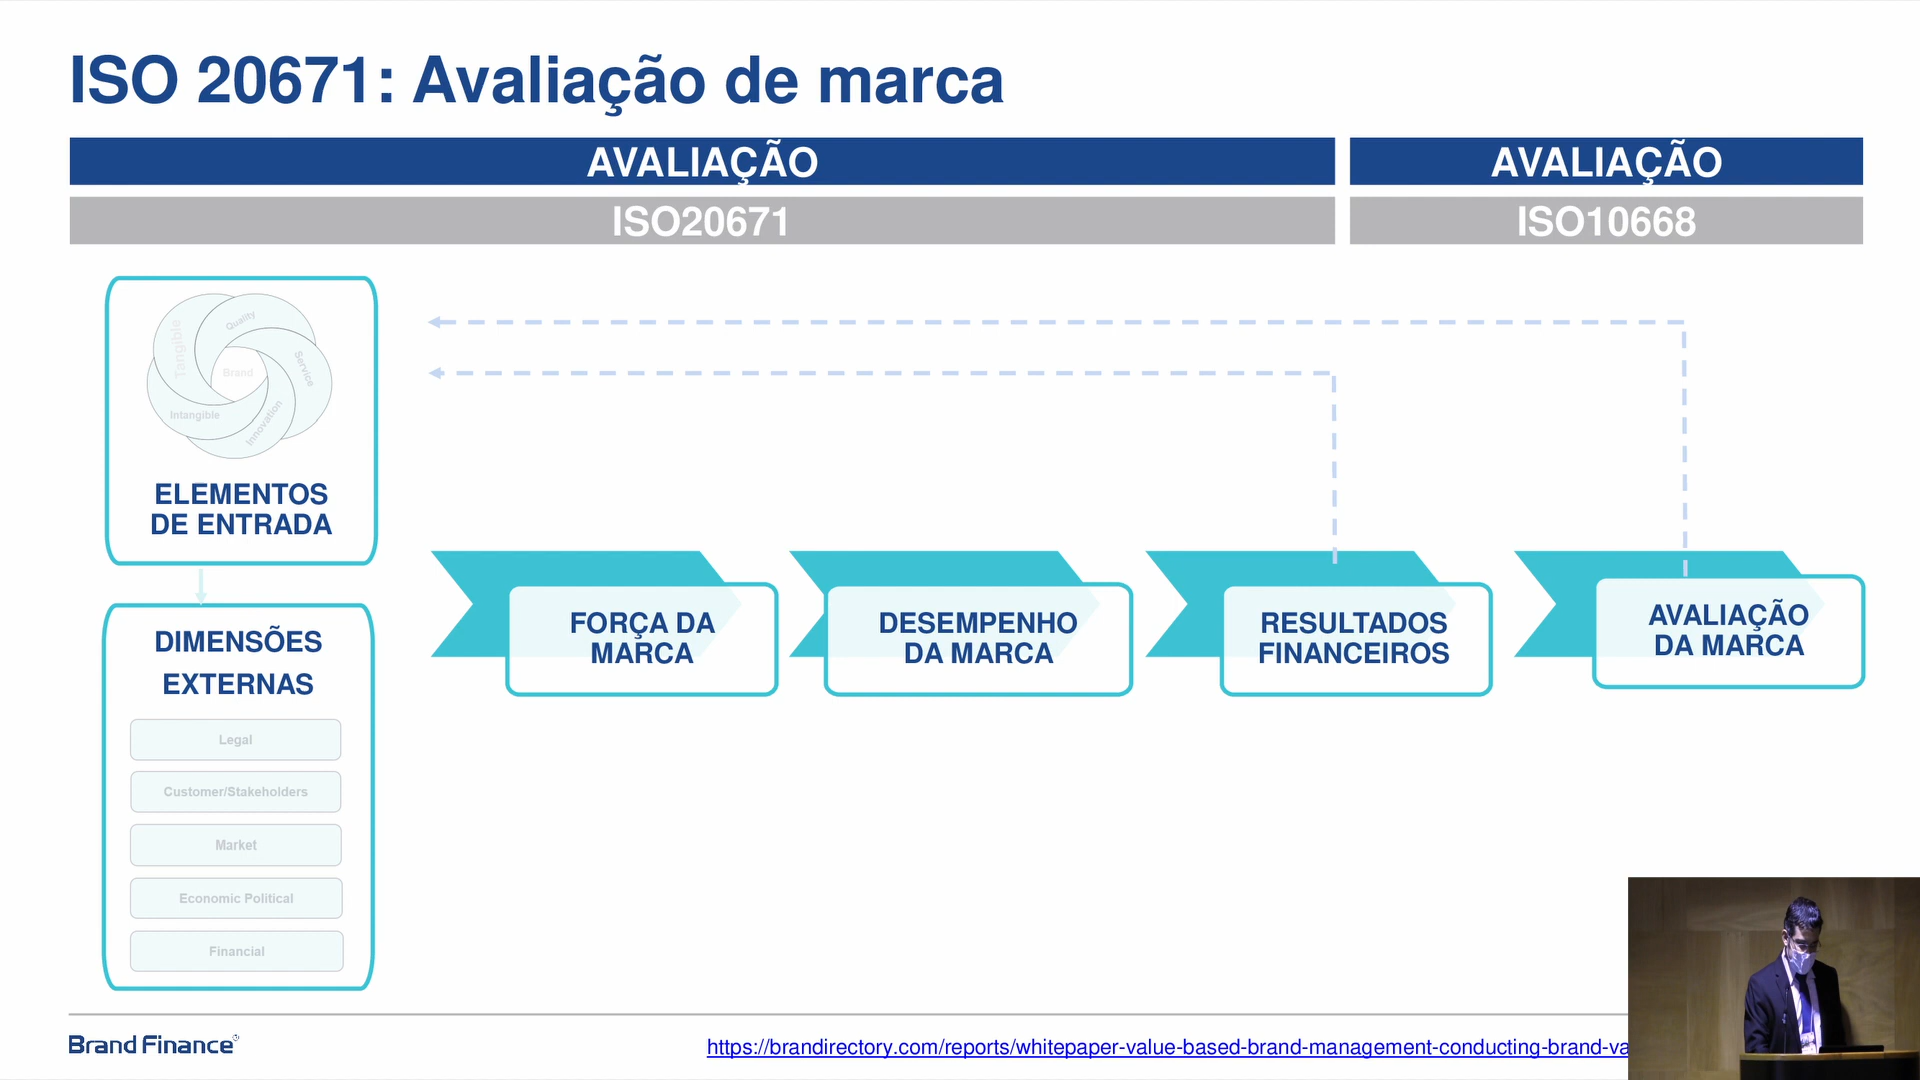 ISO 20671: Avaliação de marca
AVALIAÇÃO
AVALIAÇÃO
ISO20671
ISO10668
Tangible
Quality
Service
Brand
Intangible
Innovation
ELEMENTOS
DE ENTRADA
DIMENSÕES
EXTERNAS
Legal
Customer/Stakeholders
Market
Economic Political
Financial
FORÇA DA
MARCA
DESEMPENHO
DA MARCA
RESULTADOS
FINANCEIROS
AVALIAÇÃO
DA MARCA
Brand Finance®
https://brandirectory.com/reports/whitepaper-value-based-brand-management-conducting-brand-va